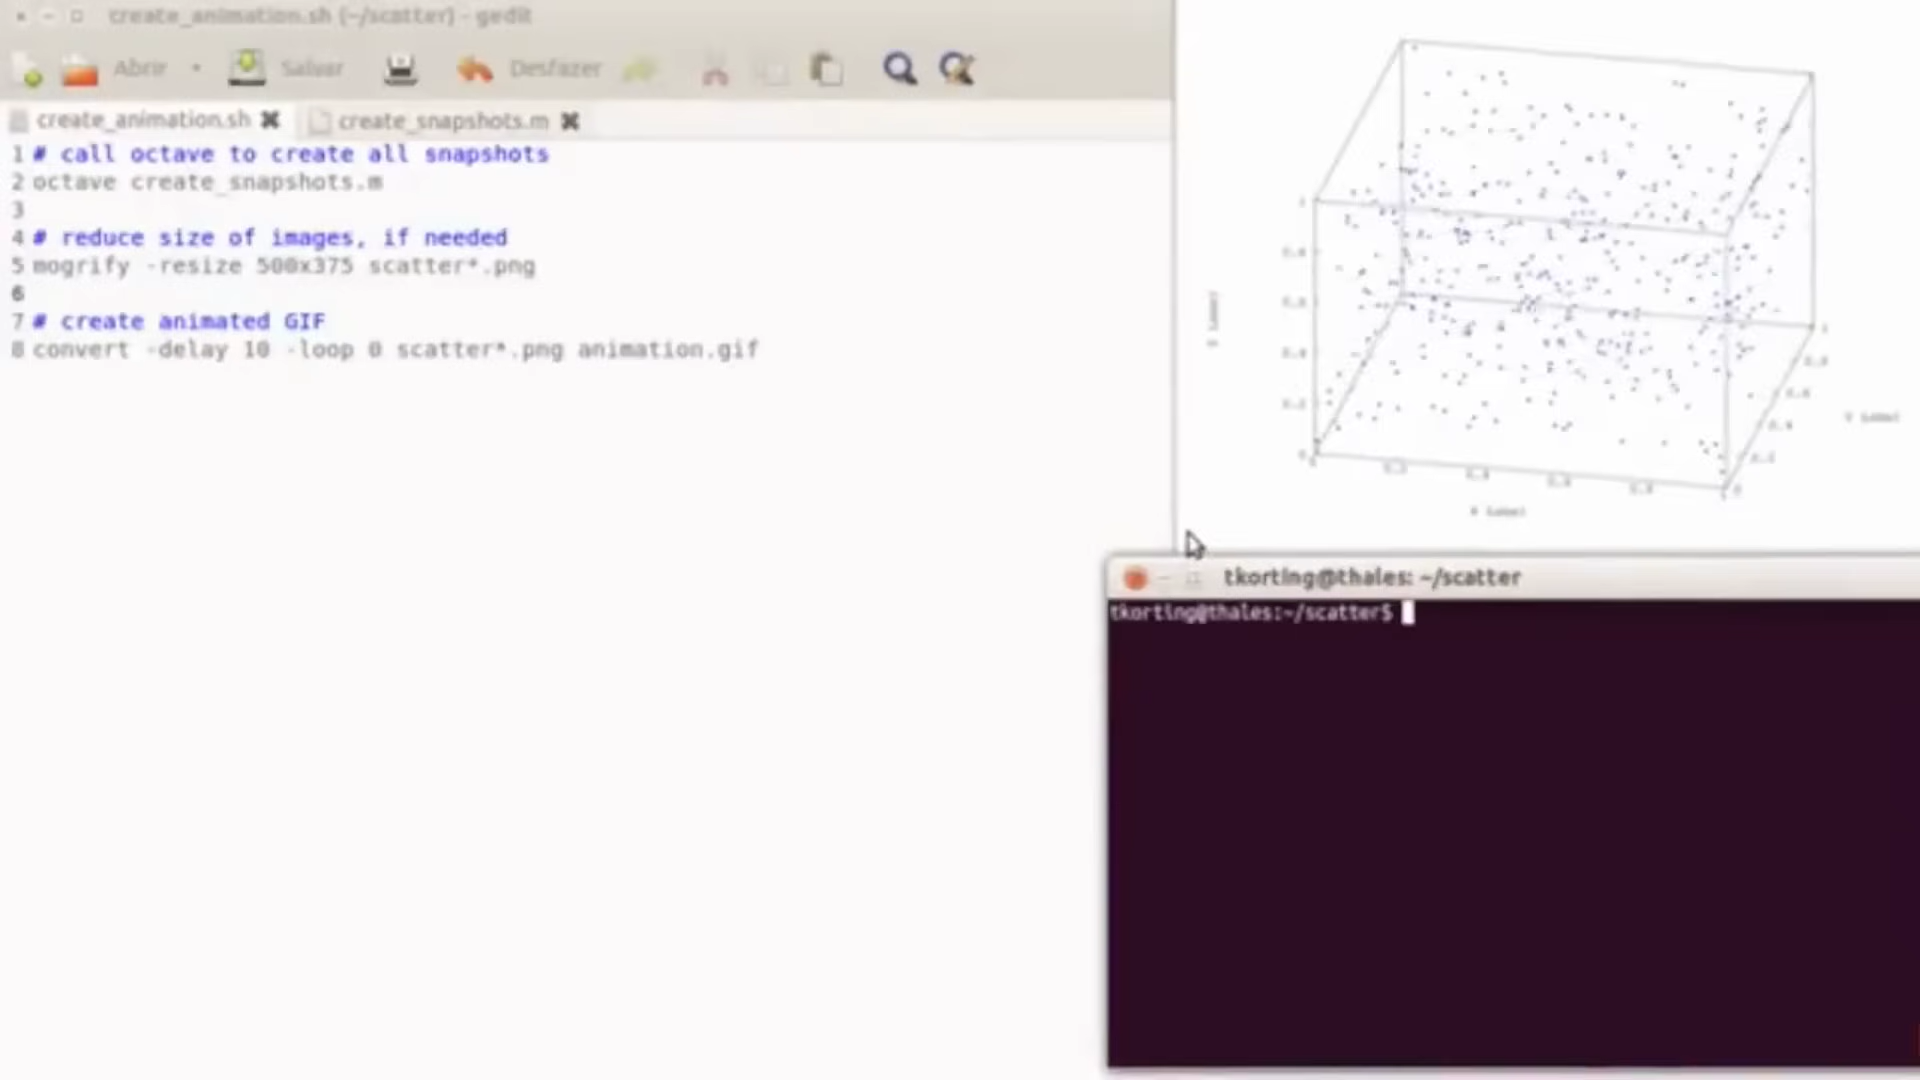 create_animation.sh (~/scatter) - gedit
Abrir Salvar Desfazer
create_animation.sh create_snapshots.m
1 # call octave to create all snapshots
2 octave create_snapshots.m
3
4 # reduce size of images, if needed
5 mogrify -resize 500x375 scatter*.png
6
7 # create animated GIF
8 convert -delay 10 -loop 0 scatter*.png animation.gif
X Label
tkorting@thales: ~/scatter
tkorting@thales:~/scatter$